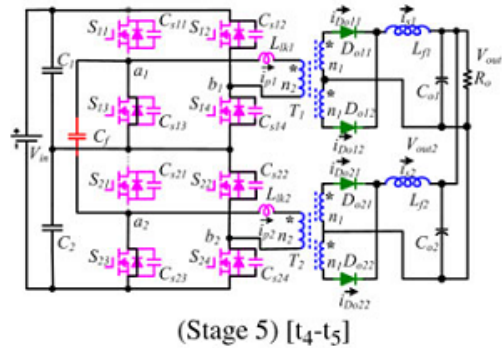 S11 Cs11 S12 Cs12 Llk1 iDo11 is1
C1 a1 ip1 * n1 Do11 Lf1 Vout
b1 n2 * Do12 Co1 Ro
S13 Cs13 S14 Cs14 T1 n1
Vin Cf iDo12 Vout2
S21 Cs21 S22 Cs22 Llk2 iDo21 is2
a2 ip2 * n1 Do21 Lf2
C2 b2 n2 * Co2
S23 Cs23 S24 Cs24 T2 n1 Do22
iDo22
(Stage 5) [t4-t5]